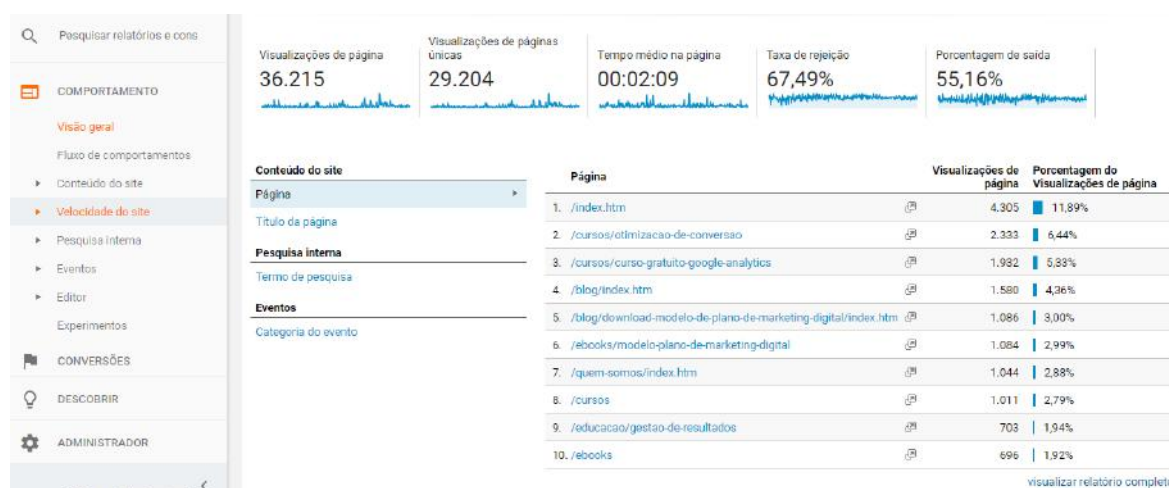 Pesquisar relatórios e cons
COMPORTAMENTO
Visão geral
Fluxo de comportamentos
Conteúdo do site
Velocidade do site
Pesquisa interna
Eventos
Editor
Experimentos
CONVERSÕES
DESCOBRIR
ADMINISTRADOR
Visualizações de página
36.215
Visualizações de páginas
únicas
29.204
Tempo médio na página
00:02:09
Taxa de rejeição
67,49%
Porcentagem de saída
55,16%
Conteúdo do site
Página
Título da página
Pesquisa interna
Termo de pesquisa
Eventos
Categoria do evento
Página Visualizações de Porcentagem do
página Visualizações de página
1. /index.htm 4.305 11,89%
2. /cursos/otimizacao-de-conversao 2.333 6,44%
3. /cursos/curso-gratuito-google-analytics 1.932 5,33%
4. /blog/index.htm 1.580 4,36%
5. /blog/download-modelo-de-plano-de-marketing-digital/index.htm 1.086 3,00%
6. /ebooks/modelo-plano-de-marketing-digital 1.084 2,99%
7. /quem-somos/index.htm 1.044 2,88%
8. /cursos 1.011 2,79%
9. /educacao/gestao-de-resultados 703 1,94%
10. /ebooks 696 1,92%
visualizar relatório completo